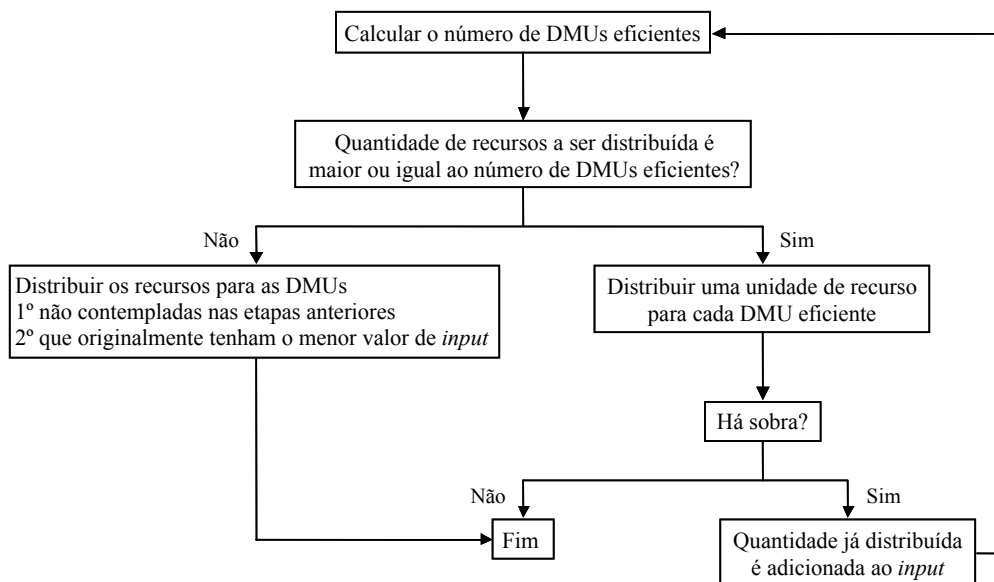 Calcular o número de DMUs eficientes
Quantidade de recursos a ser distribuída é
maior ou igual ao número de DMUs eficientes?
Não
Sim
Distribuir os recursos para as DMUs
1º não contempladas nas etapas anteriores
2º que originalmente tenham o menor valor de input
Distribuir uma unidade de recurso
para cada DMU eficiente
Há sobra?
Não
Sim
Fim
Quantidade já distribuída
é adicionada ao input